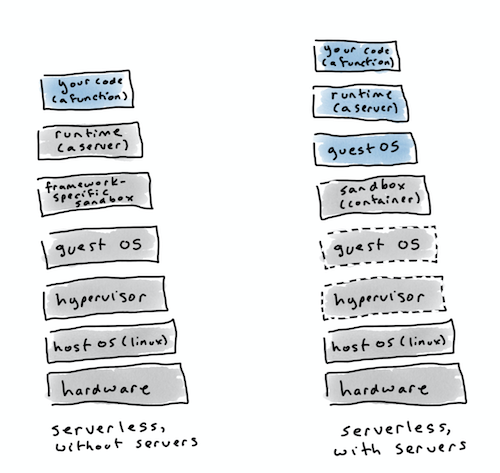 your code
(a function)
runtime
(a server)
framework-
specific
sandbox
guest OS
hypervisor
host OS (linux)
hardware
serverless,
without servers
your code
(a function)
runtime
(a server)
guest OS
sandbox
(container)
guest OS
hypervisor
host OS (linux)
hardware
serverless,
with servers